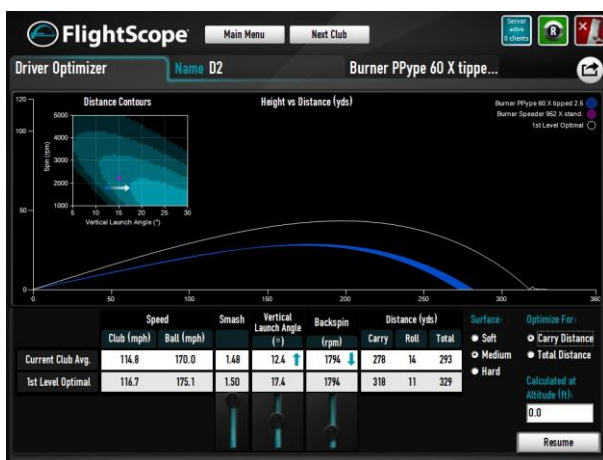 FlightScope
Main Menu
Next Club
Server active 0 clients
R
Driver Optimizer
Name D2
Burner PPype 60 X tippe...
Distance Contours
Height vs Distance (yds)
Burner PPype 60 X tipped 2.5
Burner Speeder 952 X stand.
1st Level Optimal
120
100
50
0
Spin (rpm)
6000
4000
3000
2000
1000
5 10 15 20 25 30
Vertical Launch Angle (°)
0 50 100 150 200 250 300 360
Speed Smash Vertical Launch Angle Backspin Distance (yds)
Club (mph) Ball (mph) (°) (rpm) Carry Roll Total
Current Club Avg. 114.8 170.0 1.48 12.4 1794 278 14 293
1st Level Optimal 116.7 175.1 1.50 17.4 1794 318 11 329
Surface:
Soft
Medium
Hard
Optimize For:
Carry Distance
Total Distance
Calculated at
Altitude (ft):
0.0
Resume